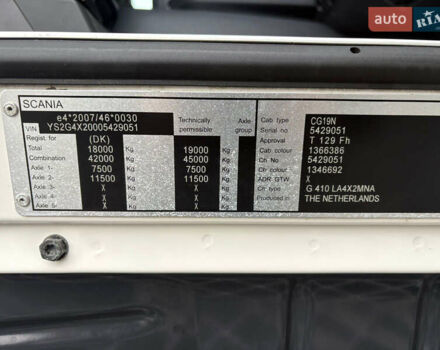 RIA
SCANIA
e4*2007/46*0030
VIN YS2G4X20005429051
Regist. for (DK) Technically permissible Axle group
Total 18000 Kg 19000 Kg
Combination 42000 Kg 45000 Kg
Axle 1- 7500 Kg 7500 Kg
Axle 2- 11500 Kg 11500 Kg
Axle 3- X Kg X Kg
Axle 4- X Kg X Kg
Axle 5- X Kg X Kg
Cab type CG19N
Serial no 5429051
Approval T 129 Fh
Cab colour 1366386
Ch No 5429051
Ch colour 1346692
ADR GTW X
Ctr type G 410 LA4X2MNA
Produced in THE NETHERLANDS